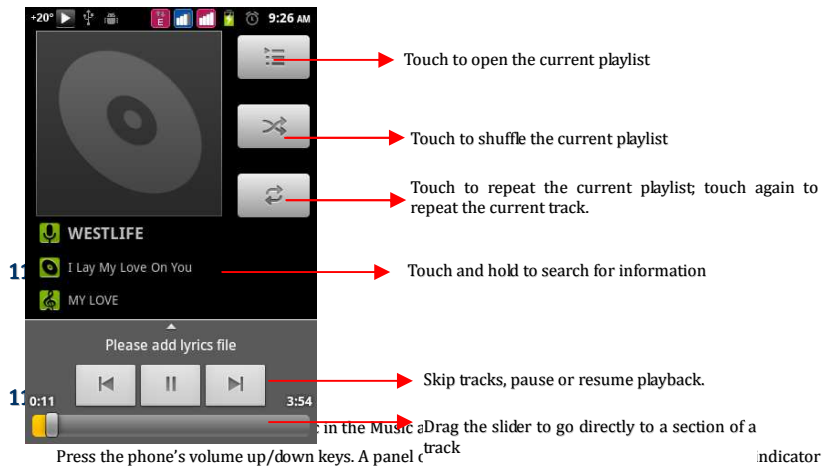 +20° 9:26 AM
Touch to open the current playlist
Touch to shuffle the current playlist
Touch to repeat the current playlist; touch again to
repeat the current track.
WESTLIFE
I Lay My Love On You
Touch and hold to search for information
MY LOVE
Please add lyrics file
Skip tracks, pause or resume playback.
0:11 3:54
in the Music
Drag the slider to go directly to a section of a
track
Press the phone's volume up/down keys. A panel
indicator